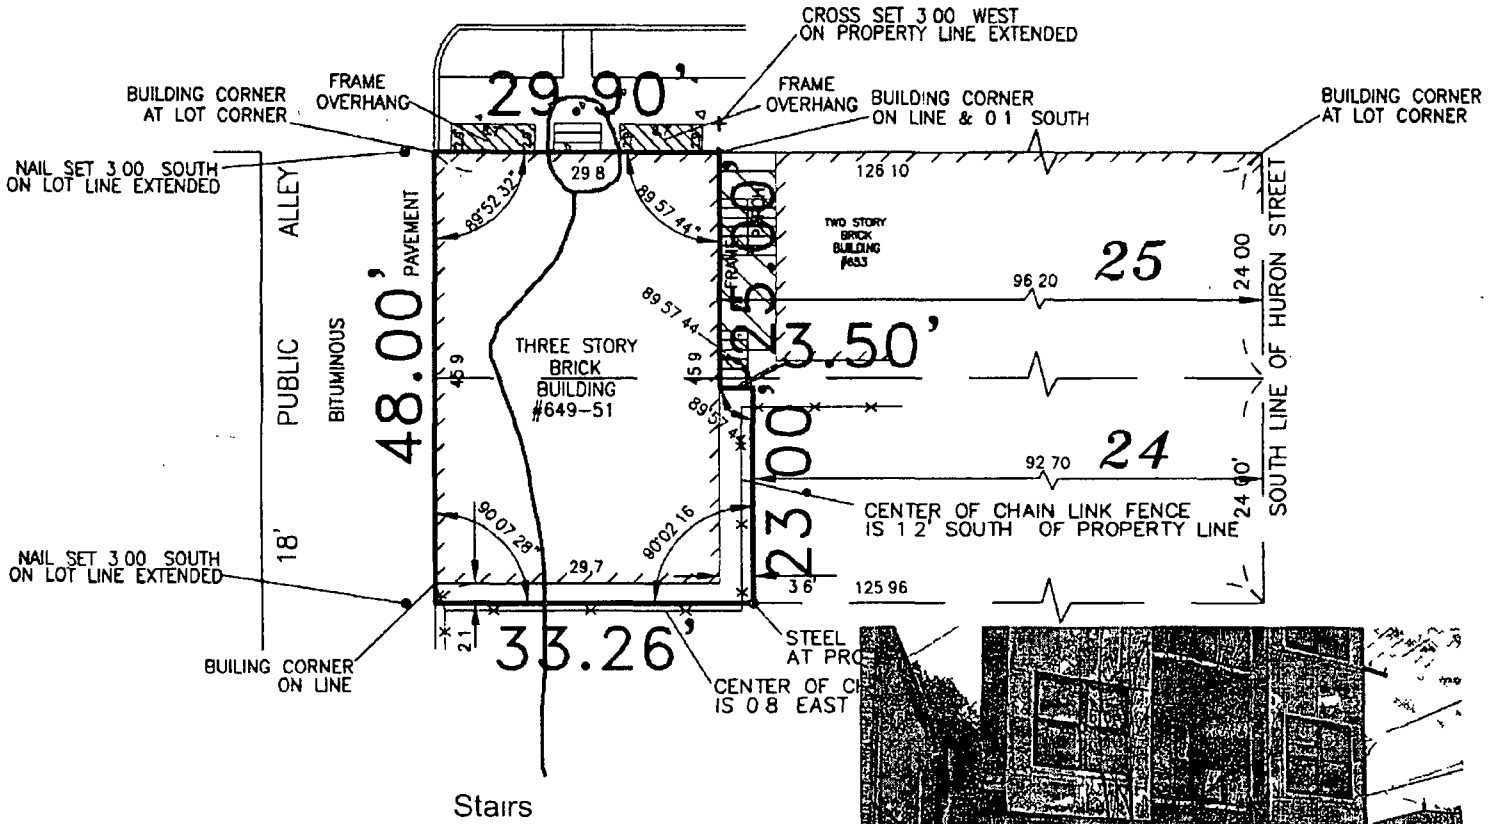 CROSS SET 3 00 WEST
ON PROPERTY LINE EXTENDED
FRAME
OVERHANG
29 90'
FRAME
OVERHANG
BUILDING CORNER
ON LINE & 0 1 SOUTH
BUILDING CORNER
AT LOT CORNER
BUILDING CORNER
AT LOT CORNER
NAIL SET 3 00 SOUTH
ON LOT LINE EXTENDED
29 8
126 10
89°52 32"
89 57 44"
18' PUBLIC ALLEY
BITUMINOUS PAVEMENT
48.00'
25.00'
FRAME PORCH
TWO STORY
BRICK
BUILDING
#653
25
96 20
24 00
SOUTH LINE OF HURON STREET
89 57 44
3.50'
THREE STORY
BRICK
BUILDING
#649-51
45 9
45 9
23.00'
24
92 70
24 00'
CENTER OF CHAIN LINK FENCE
IS 1 2' SOUTH OF PROPERTY LINE
90 07 28"
90°02 16
NAIL SET 3 00 SOUTH
ON LOT LINE EXTENDED
29.7
3 6'
125 96
2 1
33.26'
BUILING CORNER
ON LINE
STEEL
AT PRO
CENTER OF CH
IS 0 8 EAST
Stairs